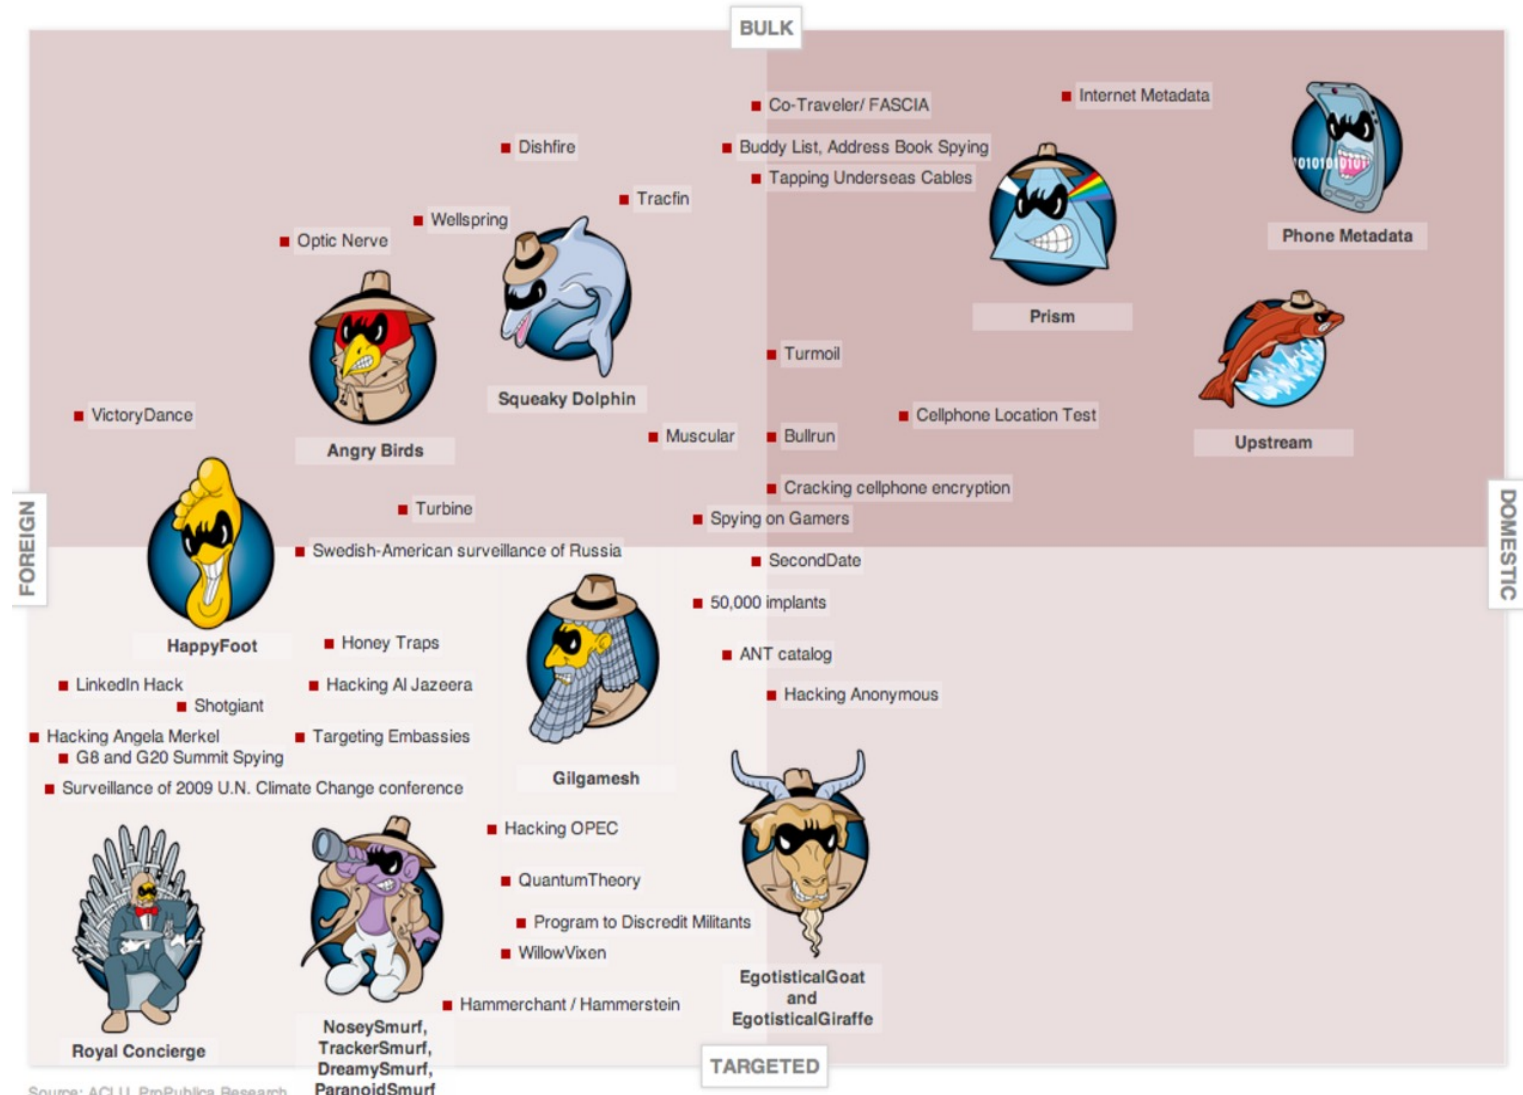 BULK
Co-Traveler/ FASCIA
Internet Metadata
Dishfire
Buddy List, Address Book Spying
Tapping Underseas Cables
1010101010101
Tracfin
Wellspring
Optic Nerve
Phone Metadata
Prism
Turmoil
Squeaky Dolphin
VictoryDance
Cellphone Location Test
Angry Birds
Muscular
Bullrun
Upstream
Cracking cellphone encryption
Turbine
Spying on Gamers
FOREIGN
DOMESTIC
Swedish-American surveillance of Russia
SecondDate
50,000 implants
HappyFoot
Honey Traps
ANT catalog
LinkedIn Hack
Hacking Al Jazeera
Hacking Anonymous
Shotgiant
Hacking Angela Merkel
Targeting Embassies
G8 and G20 Summit Spying
Gilgamesh
Surveillance of 2009 U.N. Climate Change conference
Hacking OPEC
QuantumTheory
Program to Discredit Militants
WillowVixen
EgotisticalGoat
and
EgotisticalGiraffe
Hammerchant / Hammerstein
NoseySmurf,
TrackerSmurf,
DreamySmurf,
ParanoidSmurf
Royal Concierge
TARGETED
Source: ACLU, ProPublica Research